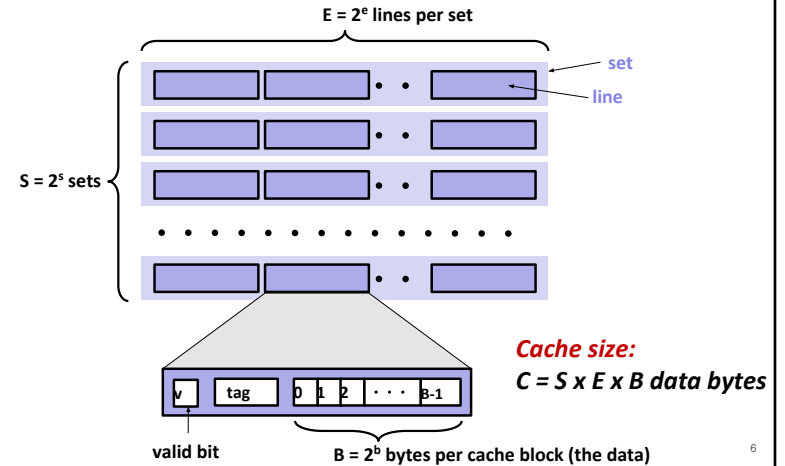 E = 2ᵉ lines per set
set
line
S = 2ˢ sets
Cache size:
C = S x E x B data bytes
v tag 0 1 2 · · · B-1
valid bit
B = 2ᵇ bytes per cache block (the data)
6